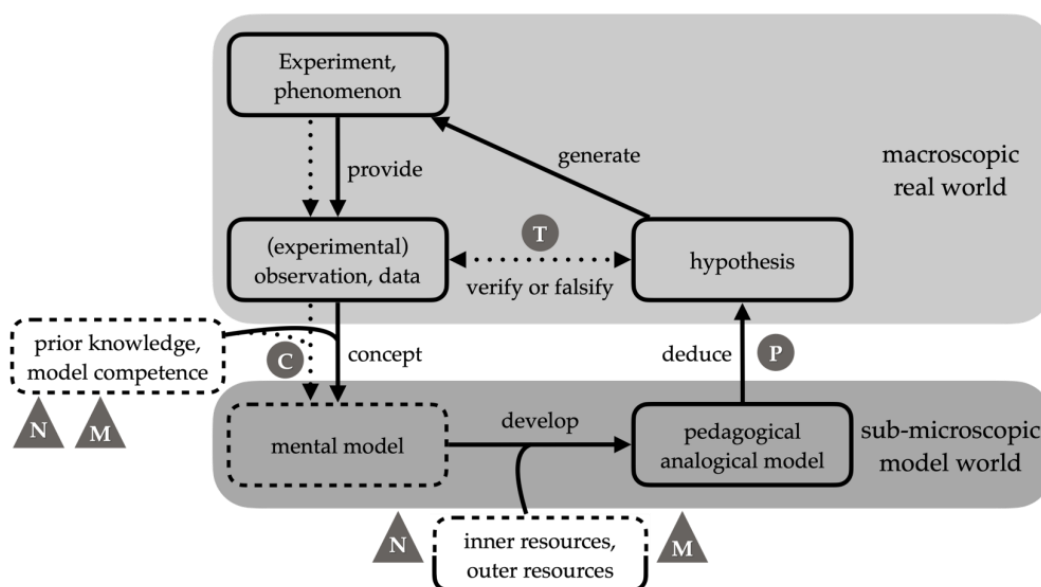 Experiment,
phenomenon
provide
generate
macroscopic
real world
(experimental)
observation, data
T
verify or falsify
hypothesis
prior knowledge,
model competence
C
concept
deduce
P
N
M
mental model
develop
pedagogical
analogical model
sub-microscopic
model world
N
inner resources,
outer resources
M